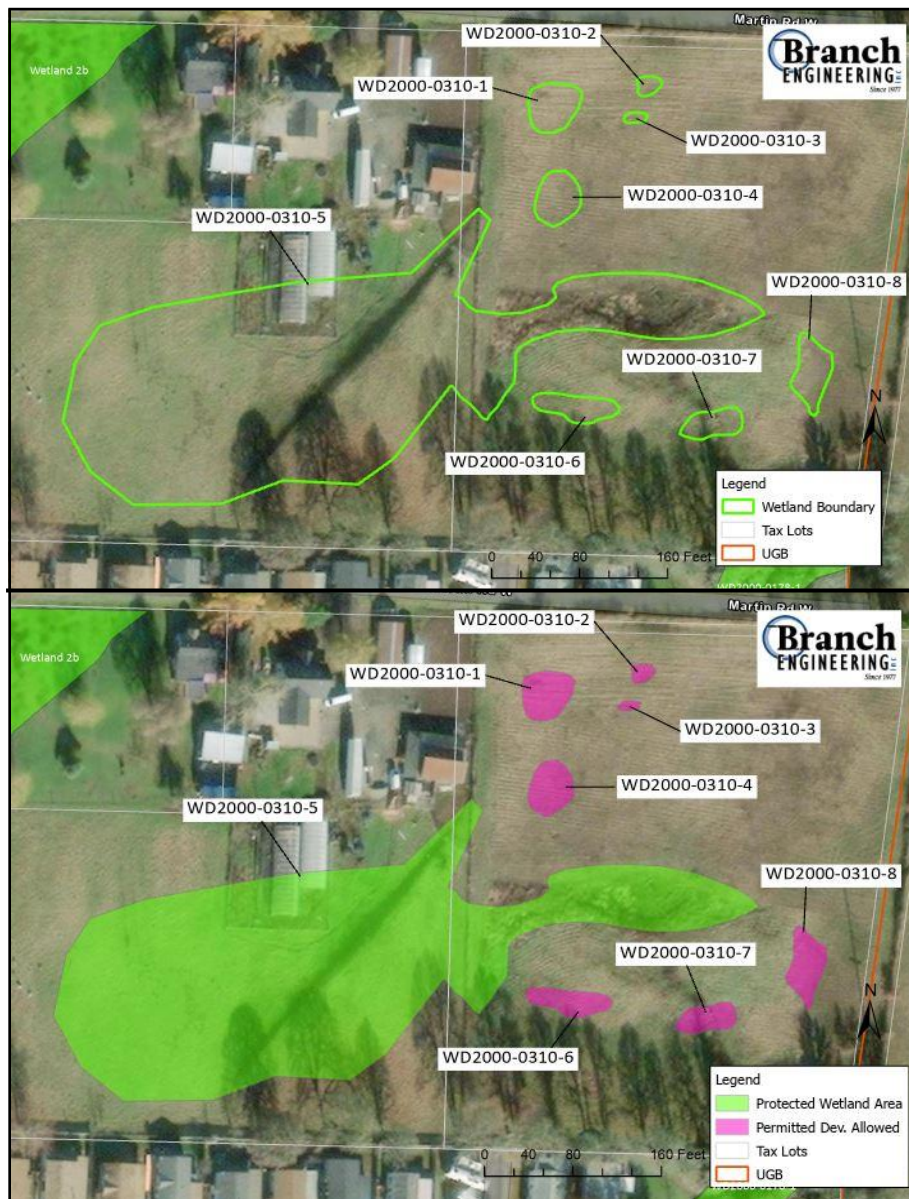 Martin Rd W
WD2000-0310-2
Branch
ENGINEERING Inc
Since 1977
Wetland 2b
WD2000-0310-1
WD2000-0310-3
WD2000-0310-4
WD2000-0310-5
WD2000-0310-8
WD2000-0310-7
N
WD2000-0310-6
Legend
Wetland Boundary
Tax Lots
UGB
0 40 80 160 Feet
WD2000-0178-1
Martin Rd W
WD2000-0310-2
Branch
ENGINEERING Inc
Since 1977
Wetland 2b
WD2000-0310-1
WD2000-0310-3
WD2000-0310-4
WD2000-0310-5
WD2000-0310-8
WD2000-0310-7
N
WD2000-0310-6
Legend
Protected Wetland Area
Permitted Dev. Allowed
Tax Lots
UGB
0 40 80 160 Feet